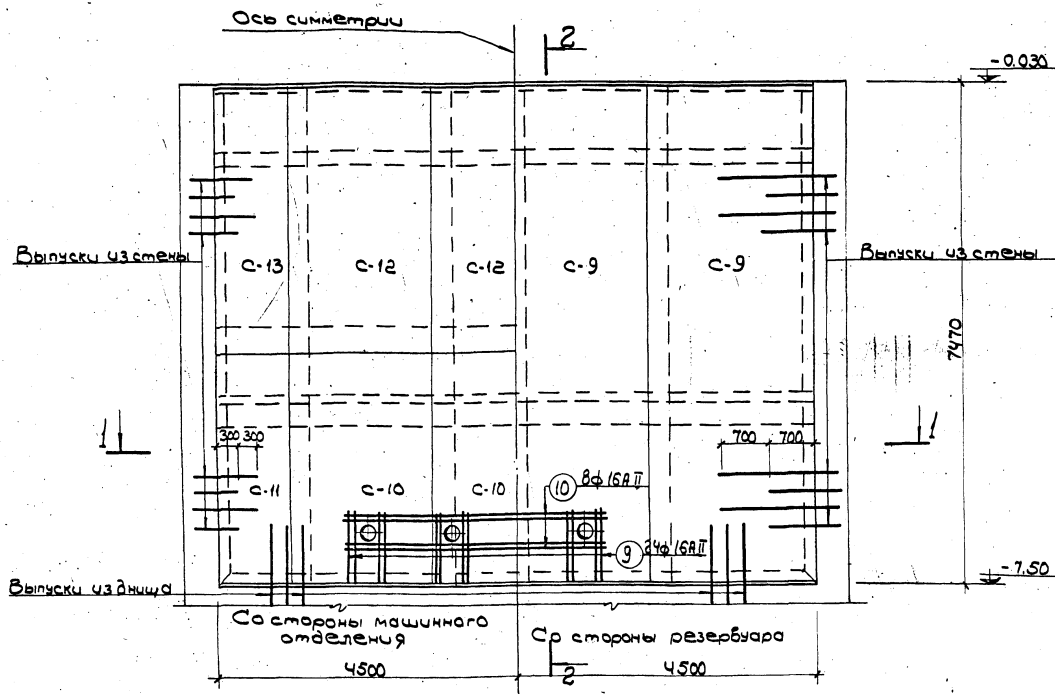 Ось симметрии
2
-0.030
Выпуски из стены
С-13
С-12
С-12
С-9
С-9
Выпуски из стены
7470
1
300
300
700
700
1
С-11
С-10
С-10
10
8ф16АII
9
24ф16АII
Выпуски из днища
-7.50
Со стороны машинного
отделения
Со стороны резервуара
4500
2
4500